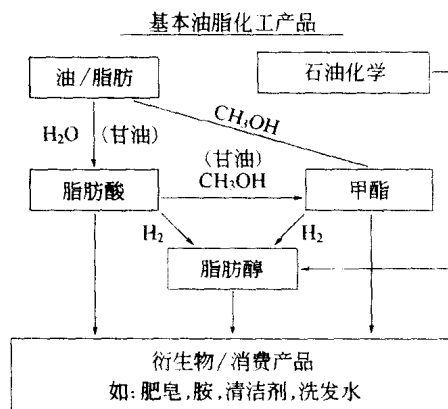 基本油脂化工产品
油/脂肪
石油化学
CH₃OH
H₂O
(甘油)
(甘油)
CH₃OH
脂肪酸
甲酯
H₂
H₂
脂肪醇
衍生物/消费产品
如:肥皂,胺,清洁剂,洗发水